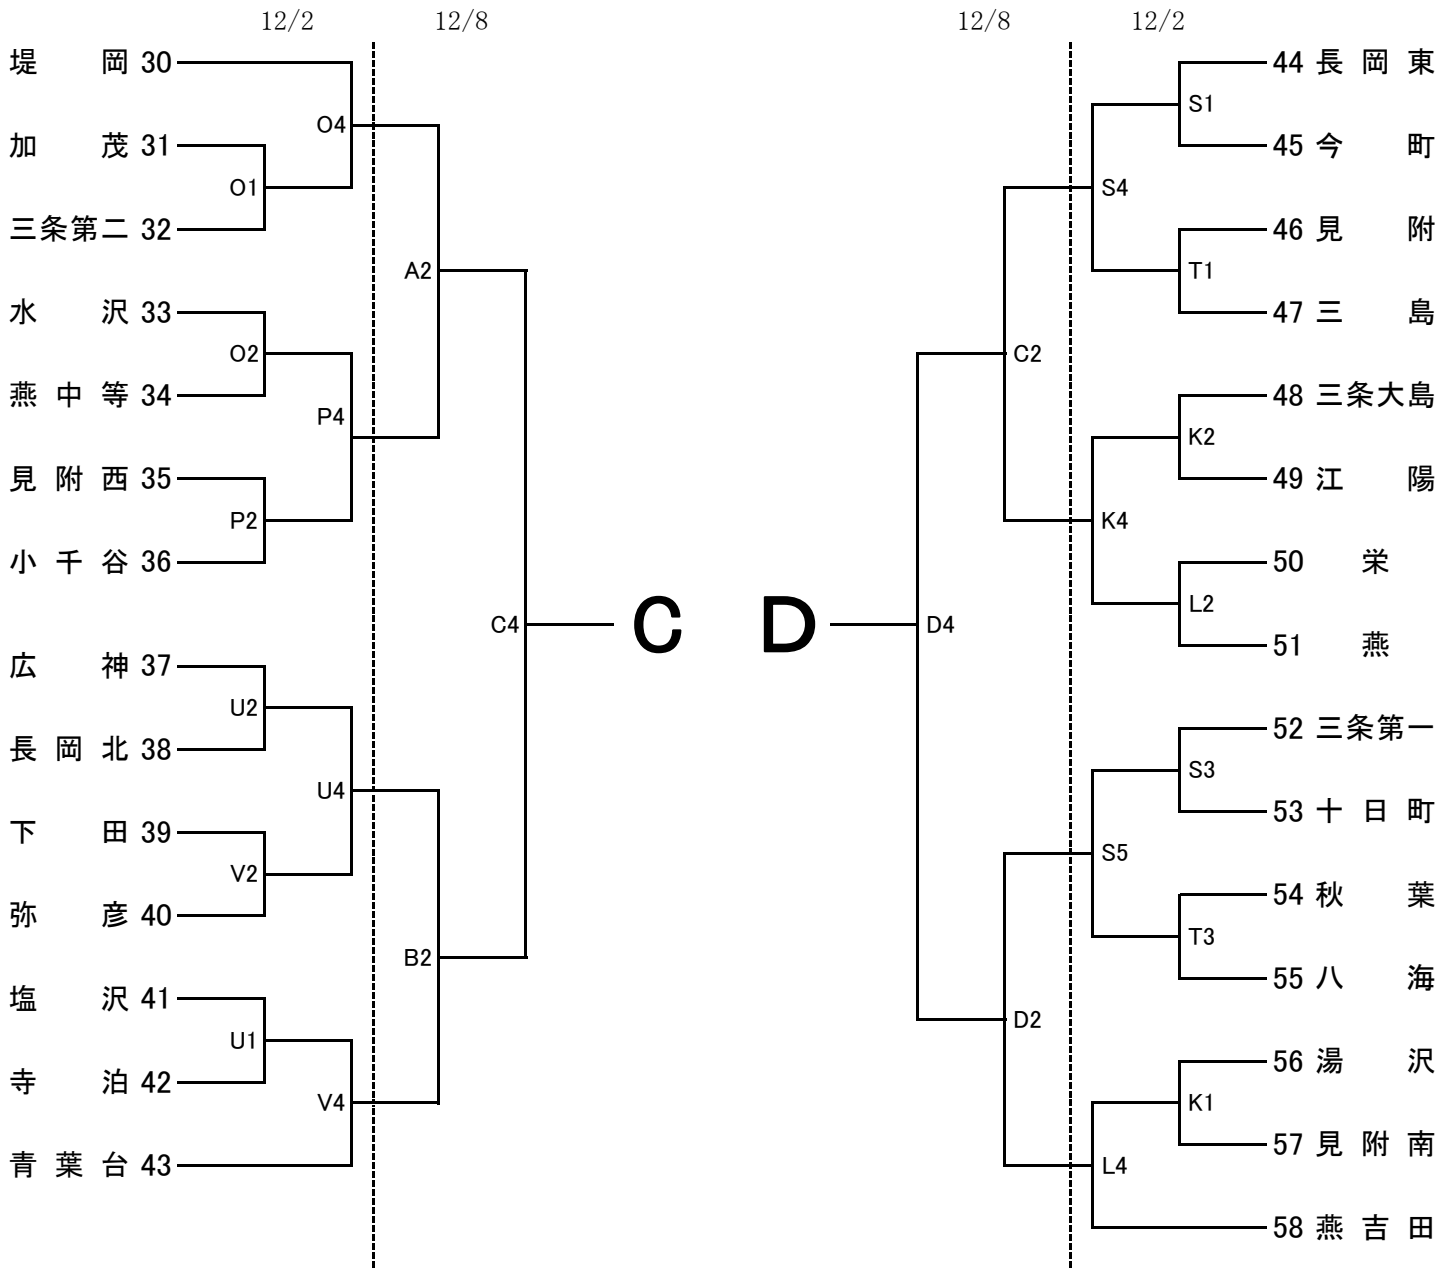 12/2 12/8 12/8 12/2
堤岡 30
O4
加茂 31
O1
三条第二 32
A2
水沢 33
O2
燕中等 34
P4
見附西 35
P2
小千谷 36
C4
C
広神 37
U2
長岡北 38
U4
下田 39
V2
弥彦 40
B2
塩沢 41
U1
寺泊 42
V4
青葉台 43
44 長岡東
S1
45 今町
S4
46 見附
T1
47 三島
C2
48 三条大島
K2
49 江陽
K4
50 栄
L2
51 燕
D
D4
52 三条第一
S3
53 十日町
S5
54 秋葉
T3
55 八海
D2
56 湯沢
K1
57 見附南
L4
58 燕吉田